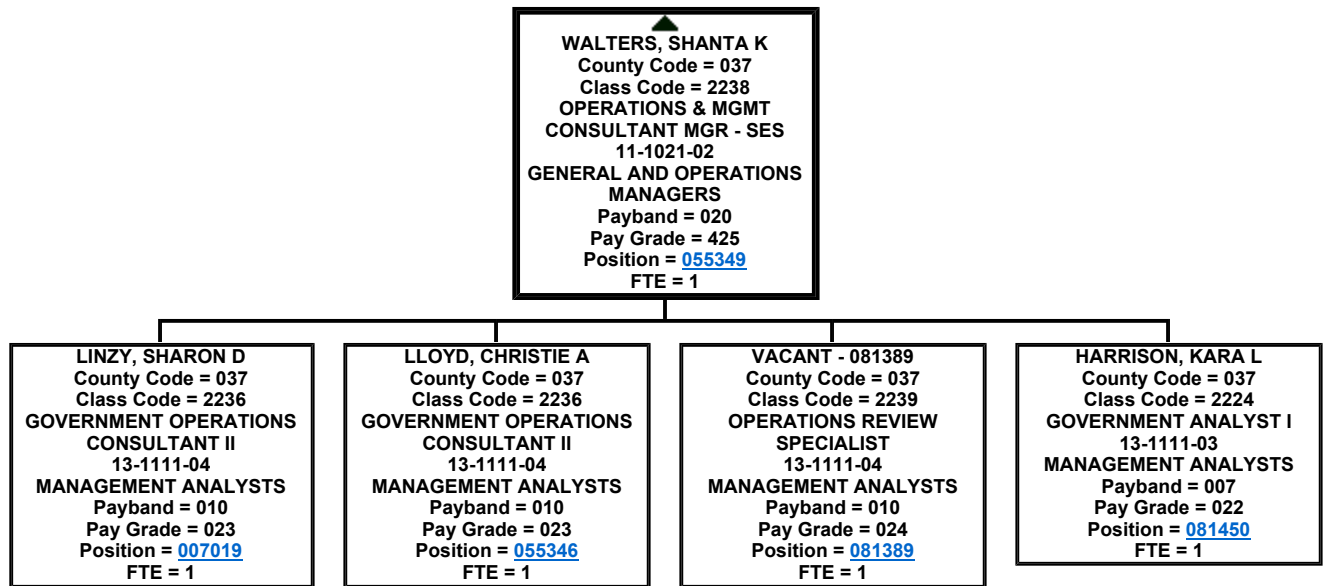 WALTERS, SHANTA K
County Code = 037
Class Code = 2238
OPERATIONS & MGMT
CONSULTANT MGR - SES
11-1021-02
GENERAL AND OPERATIONS
MANAGERS
Payband = 020
Pay Grade = 425
Position = 055349
FTE = 1
LINZY, SHARON D
County Code = 037
Class Code = 2236
GOVERNMENT OPERATIONS
CONSULTANT II
13-1111-04
MANAGEMENT ANALYSTS
Payband = 010
Pay Grade = 023
Position = 007019
FTE = 1
LLOYD, CHRISTIE A
County Code = 037
Class Code = 2236
GOVERNMENT OPERATIONS
CONSULTANT II
13-1111-04
MANAGEMENT ANALYSTS
Payband = 010
Pay Grade = 023
Position = 055346
FTE = 1
VACANT - 081389
County Code = 037
Class Code = 2239
OPERATIONS REVIEW
SPECIALIST
13-1111-04
MANAGEMENT ANALYSTS
Payband = 010
Pay Grade = 024
Position = 081389
FTE = 1
HARRISON, KARA L
County Code = 037
Class Code = 2224
GOVERNMENT ANALYST I
13-1111-03
MANAGEMENT ANALYSTS
Payband = 007
Pay Grade = 022
Position = 081450
FTE = 1